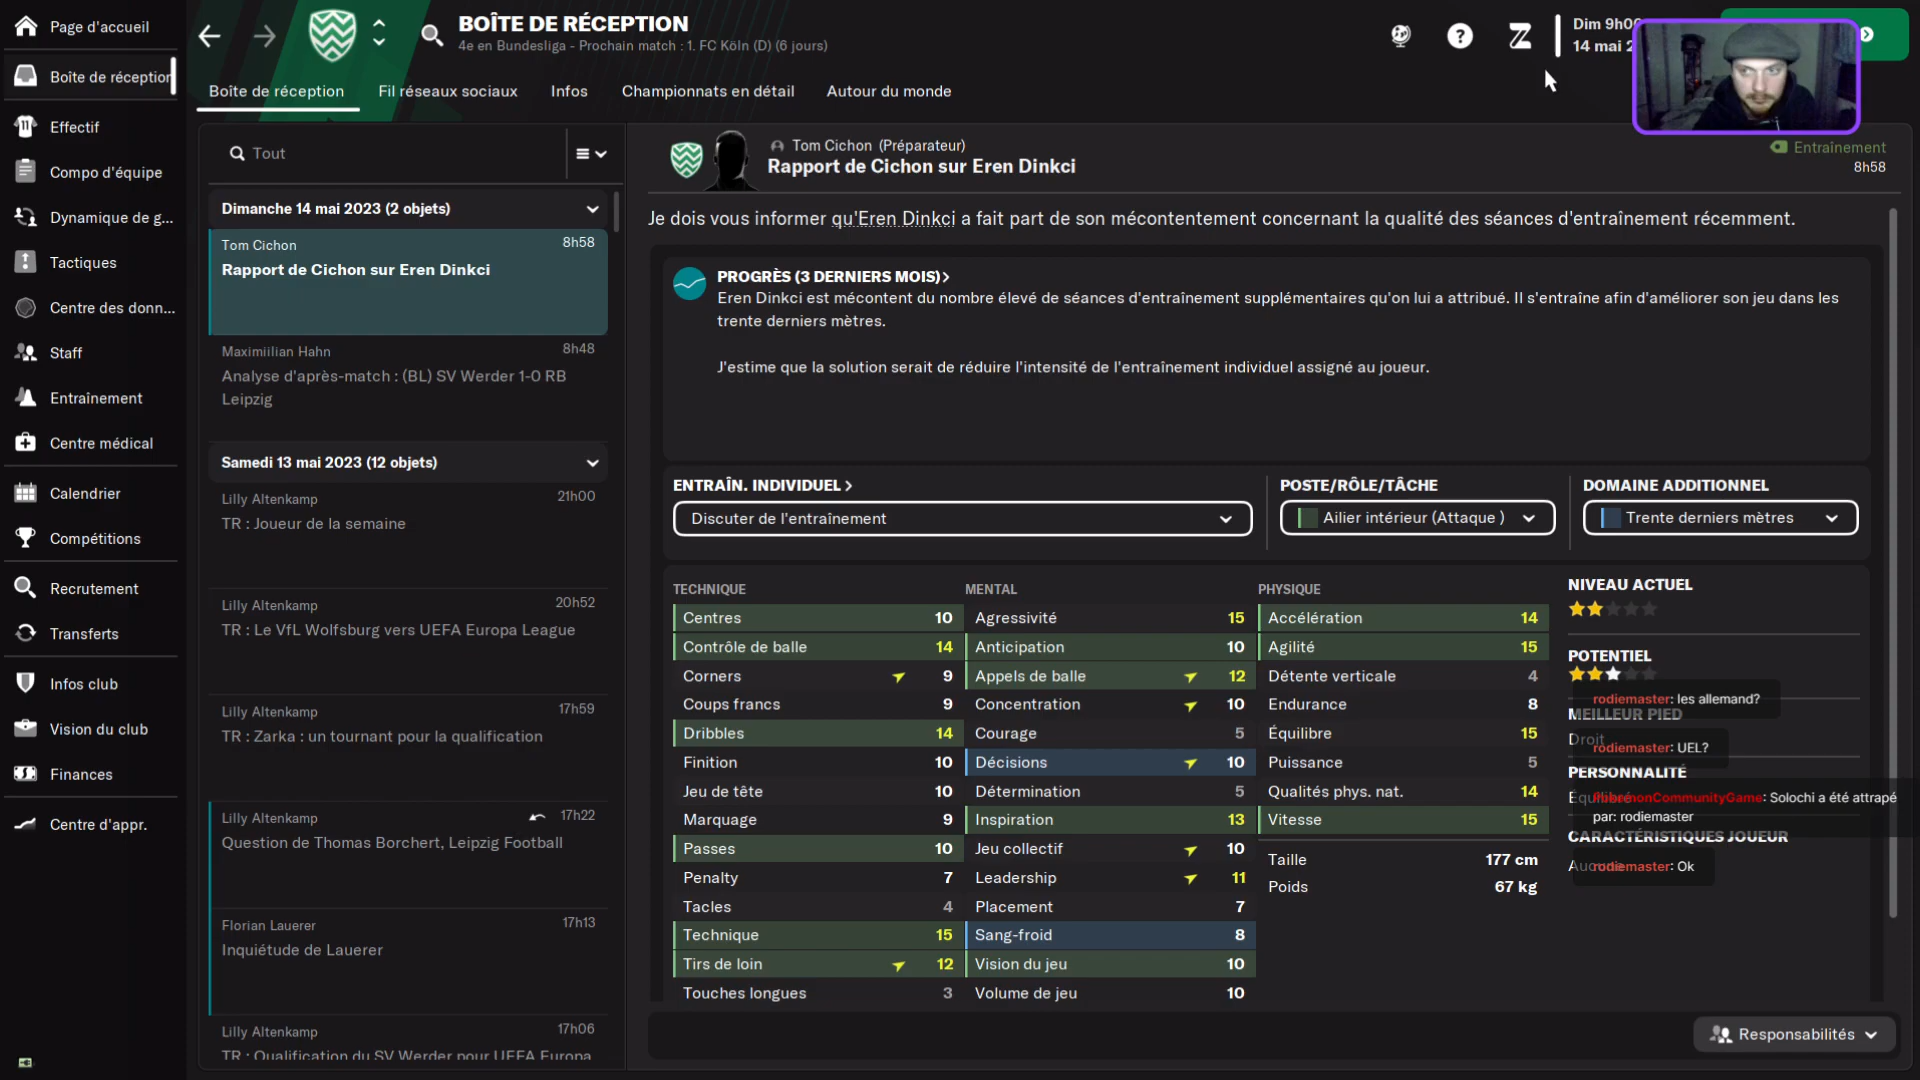 Page d'accueil
Boîte de réception
Effectif
Compo d'équipe
Dynamique de g...
Tactiques
Centre des donn...
Staff
Entraînement
Centre médical
Calendrier
Compétitions
Recrutement
Transferts
Infos club
Vision du club
Finances
Centre d'appr.
BOÎTE DE RÉCEPTION
4e en Bundesliga - Prochain match : 1. FC Köln (D) (6 jours)
Dim 9h00
14 mai 2
Boîte de réception
Fil réseaux sociaux
Infos
Championnats en détail
Autour du monde
Tout
Dimanche 14 mai 2023 (2 objets)
Tom Cichon 8h58
Rapport de Cichon sur Eren Dinkci
Maximiilian Hahn 8h48
Analyse d'après-match : (BL) SV Werder 1-0 RB
Leipzig
Samedi 13 mai 2023 (12 objets)
Lilly Altenkamp 21h00
TR : Joueur de la semaine
Lilly Altenkamp 20h52
TR : Le VfL Wolfsburg vers UEFA Europa League
Lilly Altenkamp 17h59
TR : Zarka : un tournant pour la qualification
Lilly Altenkamp 17h22
Question de Thomas Borchert, Leipzig Football
Florian Lauerer 17h13
Inquiétude de Lauerer
Lilly Altenkamp 17h06
TR : Qualification du SV Werder pour UEFA Europa
Tom Cichon (Préparateur)
Rapport de Cichon sur Eren Dinkci
Entraînement
8h58
Je dois vous informer qu'Eren Dinkci a fait part de son mécontentement concernant la qualité des séances d'entraînement récemment.
PROGRÈS (3 DERNIERS MOIS)>
Eren Dinkci est mécontent du nombre élevé de séances d'entraînement supplémentaires qu'on lui a attribué. Il s'entraîne afin d'améliorer son jeu dans les
trente derniers mètres.
J'estime que la solution serait de réduire l'intensité de l'entraînement individuel assigné au joueur.
ENTRAÎN. INDIVIDUEL >
Discuter de l'entraînement
POSTE/RÔLE/TÂCHE
Ailier intérieur (Attaque )
DOMAINE ADDITIONNEL
Trente derniers mètres
TECHNIQUE
Centres 10
Contrôle de balle 14
Corners 9
Coups francs 9
Dribbles 14
Finition 10
Jeu de tête 10
Marquage 9
Passes 10
Penalty 7
Tacles 4
Technique 15
Tirs de loin 12
Touches longues 3
MENTAL
Agressivité 15
Anticipation 10
Appels de balle 12
Concentration 10
Courage 5
Décisions 10
Détermination 5
Inspiration 13
Jeu collectif 10
Leadership 11
Placement 7
Sang-froid 8
Vision du jeu 10
Volume de jeu 10
PHYSIQUE
Accélération 14
Agilité 15
Détente verticale 4
Endurance 8
Équilibre 15
Puissance 5
Qualités phys. nat. 14
Vitesse 15
Taille 177 cm
Poids 67 kg
NIVEAU ACTUEL
POTENTIEL
rodiemaster: les allemand?
MEILLEUR PIED
Droit
rodiemaster: UEL?
PERSONNALITÉ
CommunityGame: Solochi a été attrapé
par: rodiemaster
CARACTÉRISTIQUES JOUEUR
rodiemaster: Ok
Responsabilités